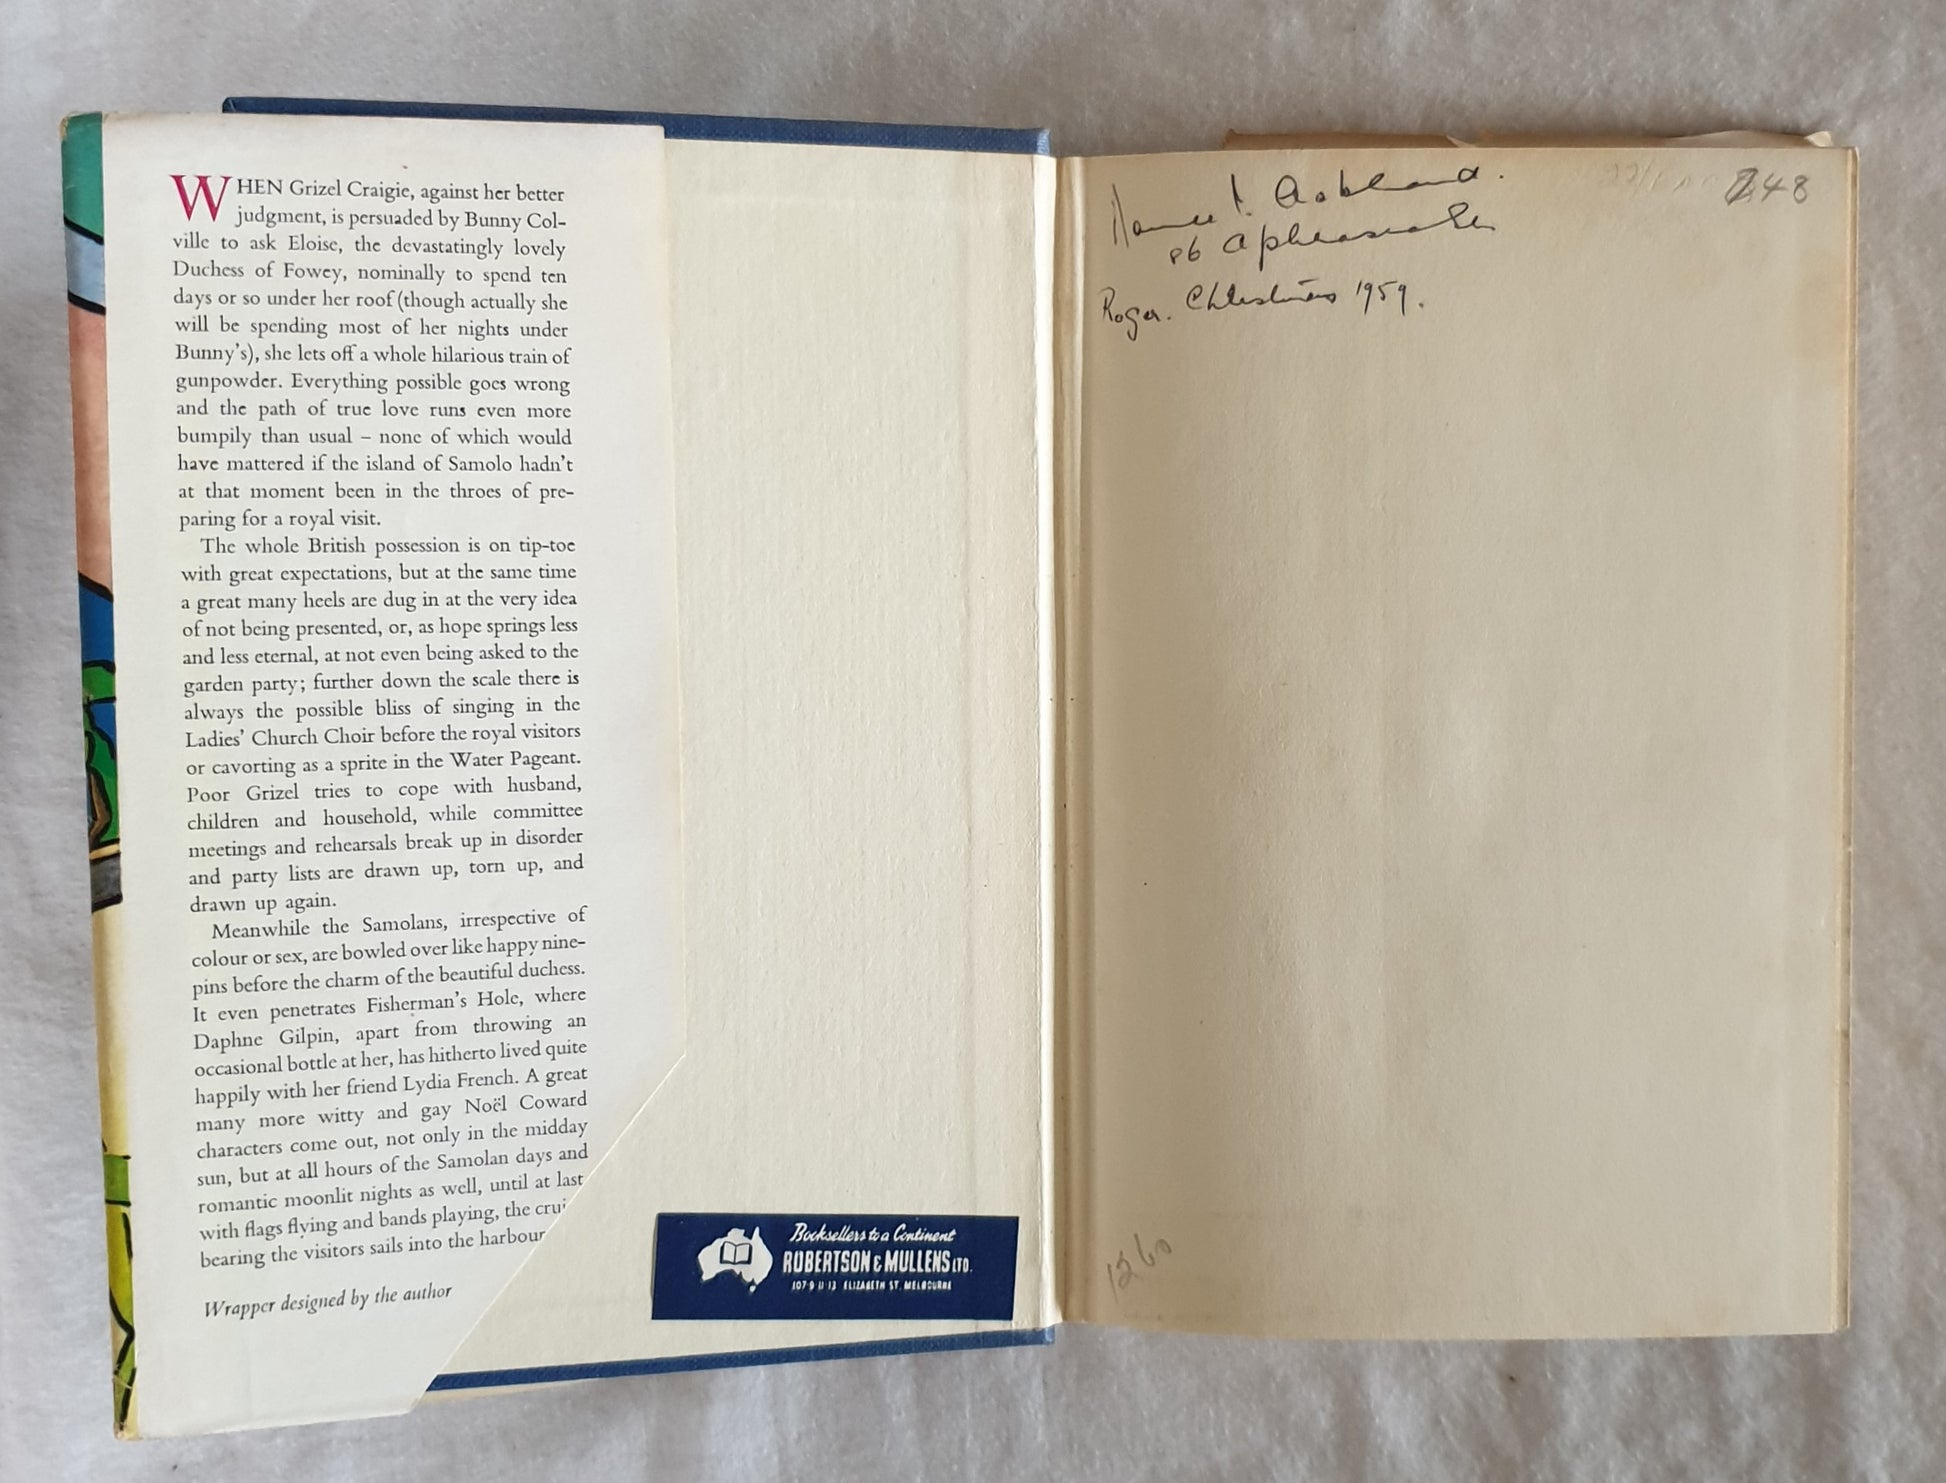 WHEN Grizel Craigie, against her better
judgment, is persuaded by Bunny Col-
ville to ask Eloise, the devastatingly lovely
Duchess of Fowey, nominally to spend ten
days or so under her roof (though actually she
will be spending most of her nights under
Bunny's), she lets off a whole hilarious train of
gunpowder. Everything possible goes wrong
and the path of true love runs even more
bumpily than usual – none of which would
have mattered if the island of Samolo hadn't
at that moment been in the throes of pre-
paring for a royal visit.
The whole British possession is on tip-toe
with great expectations, but at the same time
a great many heels are dug in at the very idea
of not being presented, or, as hope springs less
and less eternal, at not even being asked to the
garden party; further down the scale there is
always the possible bliss of singing in the
Ladies' Church Choir before the royal visitors
or cavorting as a sprite in the Water Pageant.
Poor Grizel tries to cope with husband,
children and household, while committee
meetings and rehearsals break up in disorder
and party lists are drawn up, torn up, and
drawn up again.
Meanwhile the Samolans, irrespective of
colour or sex, are bowled over like happy nine-
pins before the charm of the beautiful duchess.
It even penetrates Fisherman's Hole, where
Daphne Gilpin, apart from throwing an
occasional bottle at her, has hitherto lived quite
happily with her friend Lydia French. A great
many more witty and gay Noël Coward
characters come out, not only in the midday
sun, but at all hours of the Samolan days and
romantic moonlit nights as well, until at last
with flags flying and bands playing, the
bearing the visitors sails into the harbour
Wrapper designed by the author
Booksellers to a Continent
ROBERTSON & MULLENS LTD.
107-9-11-13 ELIZABETH ST. MELBOURNE
48
Roger. Christmas 1959.
1260